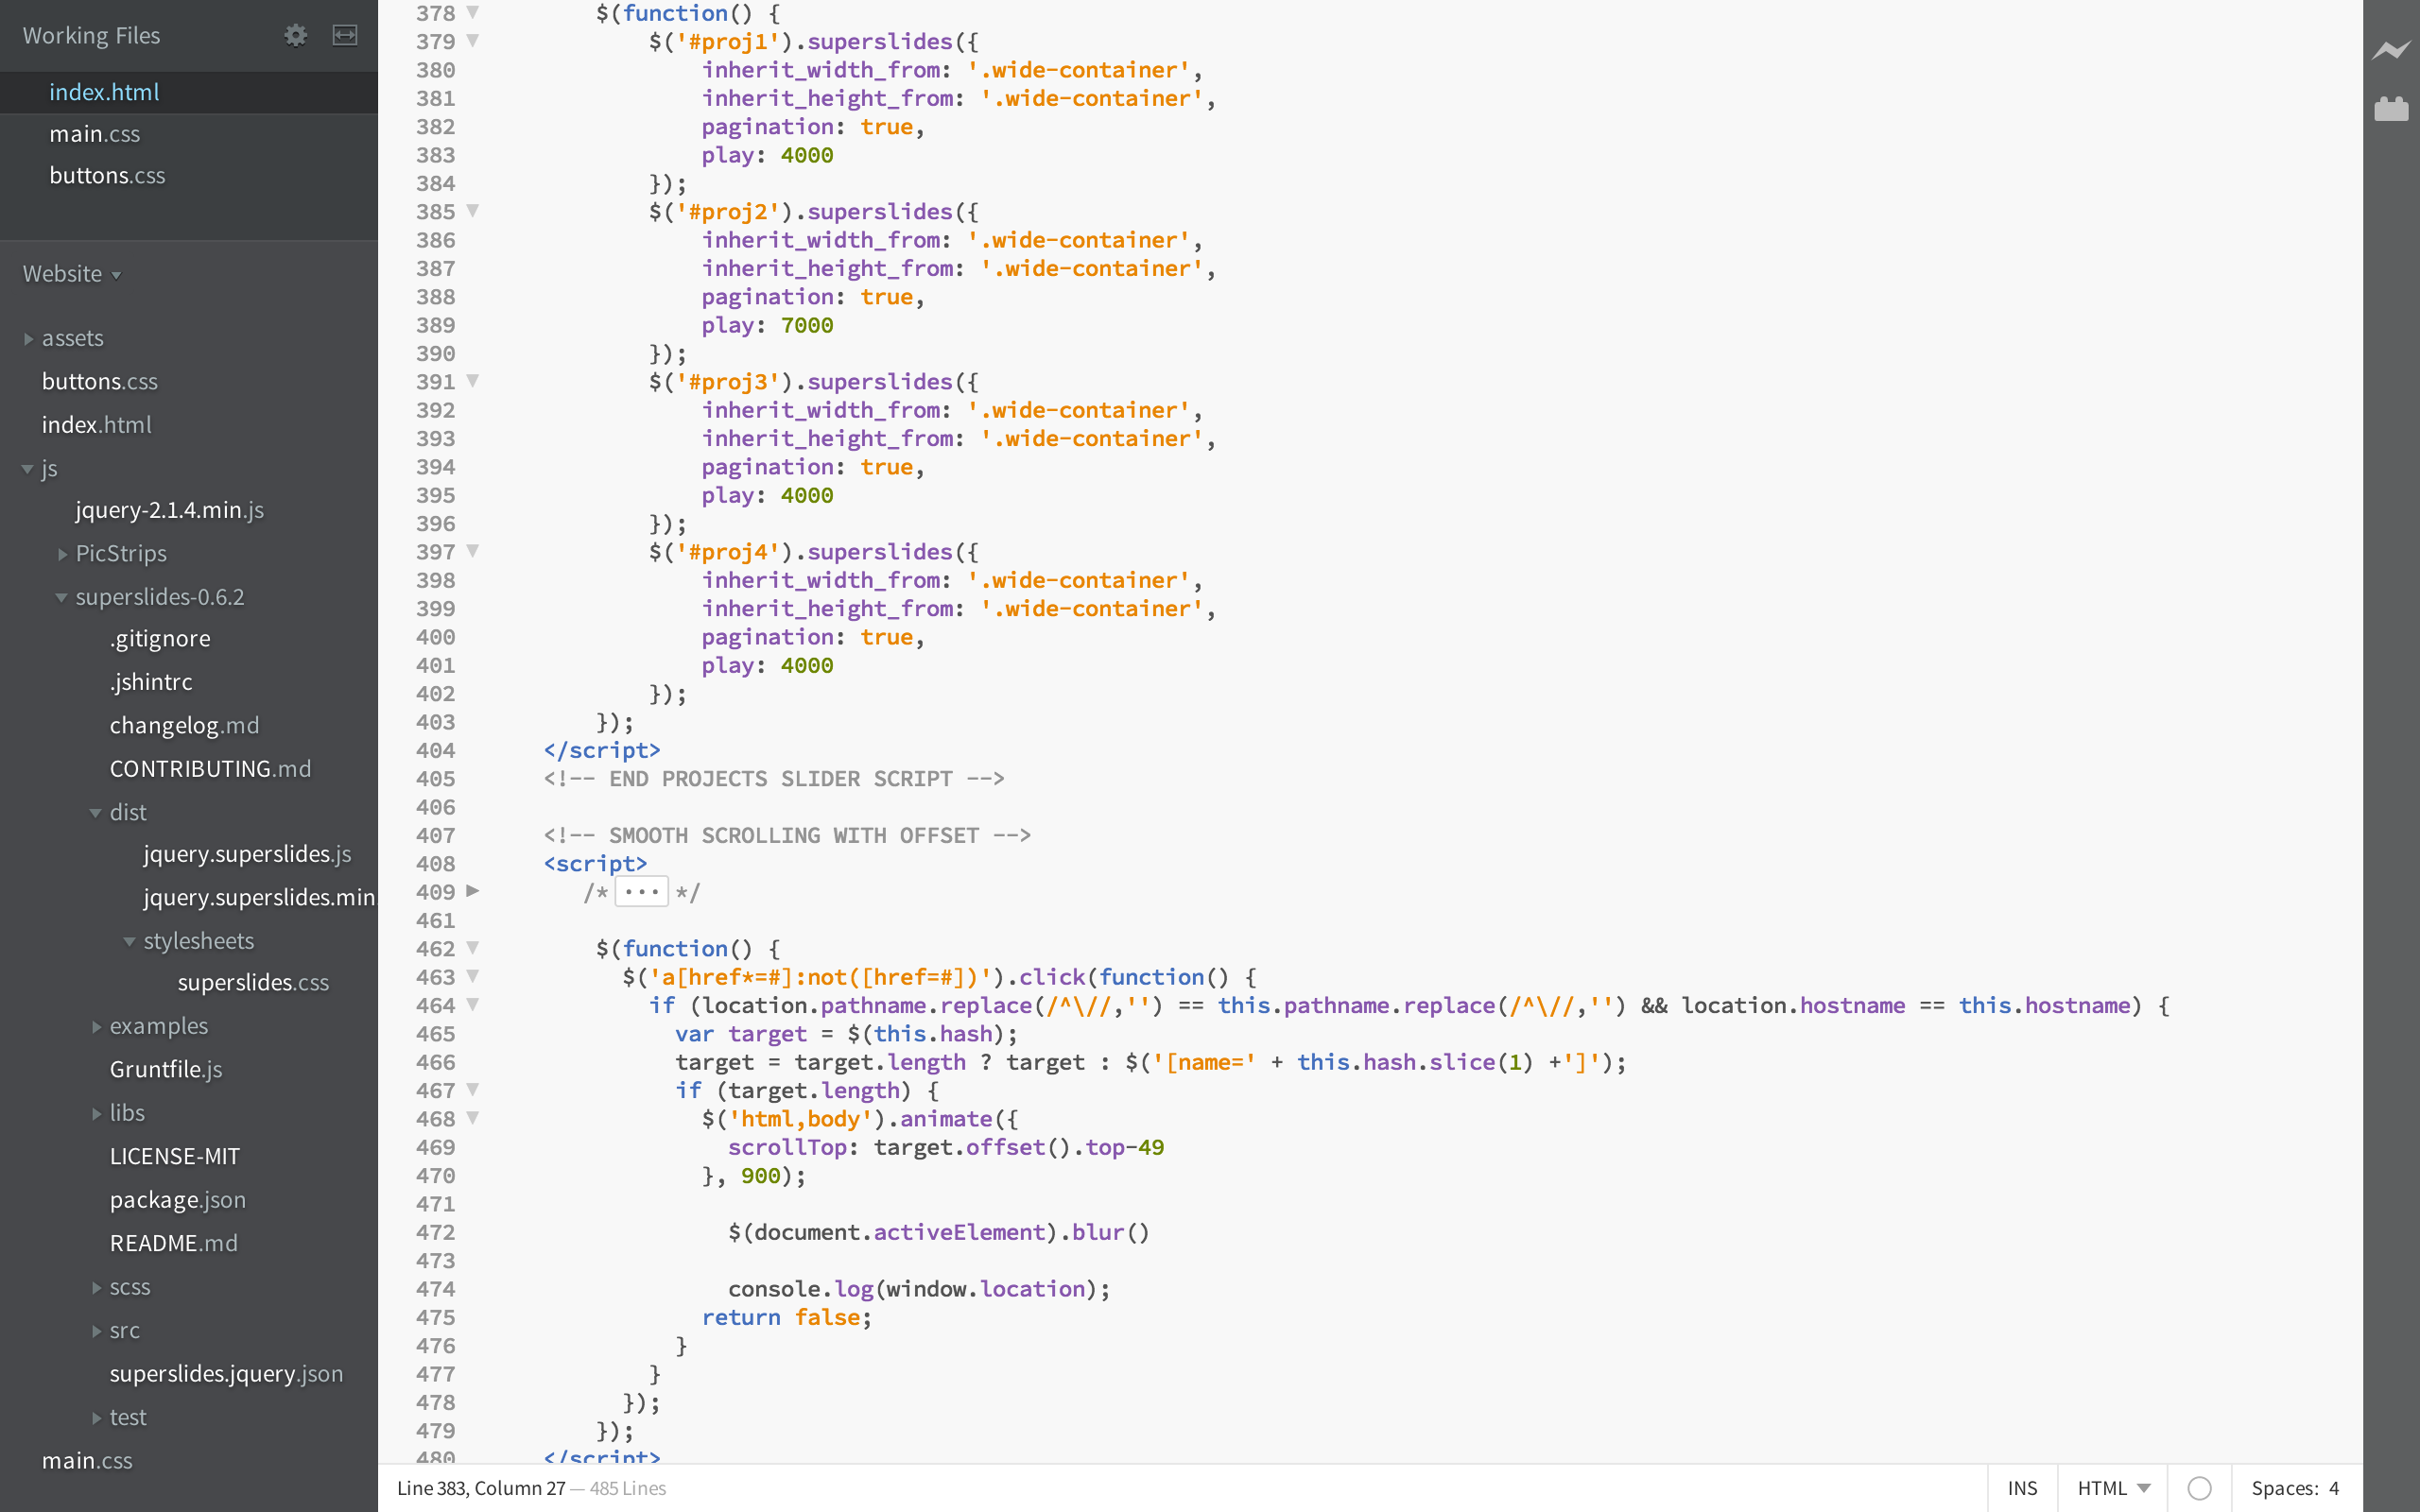 Working Files
index.html
main.css
buttons.css
Website
assets
buttons.css
index.html
js
jquery-2.1.4.min.js
PicStrips
superslides-0.6.2
.gitignore
.jshintrc
changelog.md
CONTRIBUTING.md
dist
jquery.superslides.js
jquery.superslides.min
stylesheets
superslides.css
examples
Gruntfile.js
libs
LICENSE-MIT
package.json
README.md
scss
src
superslides.jquery.json
test
main.css
378 $(function() {
379 $('#proj1').superslides({
380 inherit_width_from: '.wide-container',
381 inherit_height_from: '.wide-container',
382 pagination: true,
383 play: 4000
384 });
385 $('#proj2').superslides({
386 inherit_width_from: '.wide-container',
387 inherit_height_from: '.wide-container',
388 pagination: true,
389 play: 7000
390 });
391 $('#proj3').superslides({
392 inherit_width_from: '.wide-container',
393 inherit_height_from: '.wide-container',
394 pagination: true,
395 play: 4000
396 });
397 $('#proj4').superslides({
398 inherit_width_from: '.wide-container',
399 inherit_height_from: '.wide-container',
400 pagination: true,
401 play: 4000
402 });
403 });
404 </script>
405 <!-- END PROJECTS SLIDER SCRIPT -->
406
407 <!-- SMOOTH SCROLLING WITH OFFSET -->
408 <script>
409 /* ... */
461
462 $(function() {
463 $('a[href*=#]:not([href=#])').click(function() {
464 if (location.pathname.replace(/^\//,'') == this.pathname.replace(/^\//,'') && location.hostname == this.hostname) {
465 var target = $(this.hash);
466 target = target.length ? target : $('[name=' + this.hash.slice(1) +']');
467 if (target.length) {
468 $('html,body').animate({
469 scrollTop: target.offset().top-49
470 }, 900);
471
472 $(document.activeElement).blur()
473
474 console.log(window.location);
475 return false;
476 }
477 }
478 });
479 });
480 </script>
Line 383, Column 27 — 485 Lines
INS
HTML
Spaces: 4